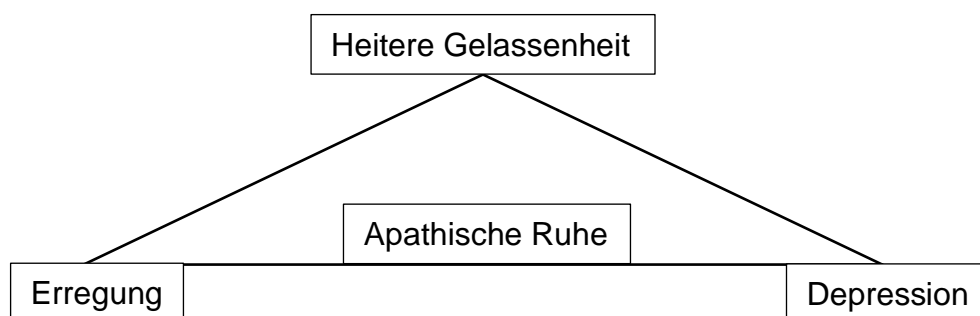 Heitere Gelassenheit
Apathische Ruhe
Erregung
Depression